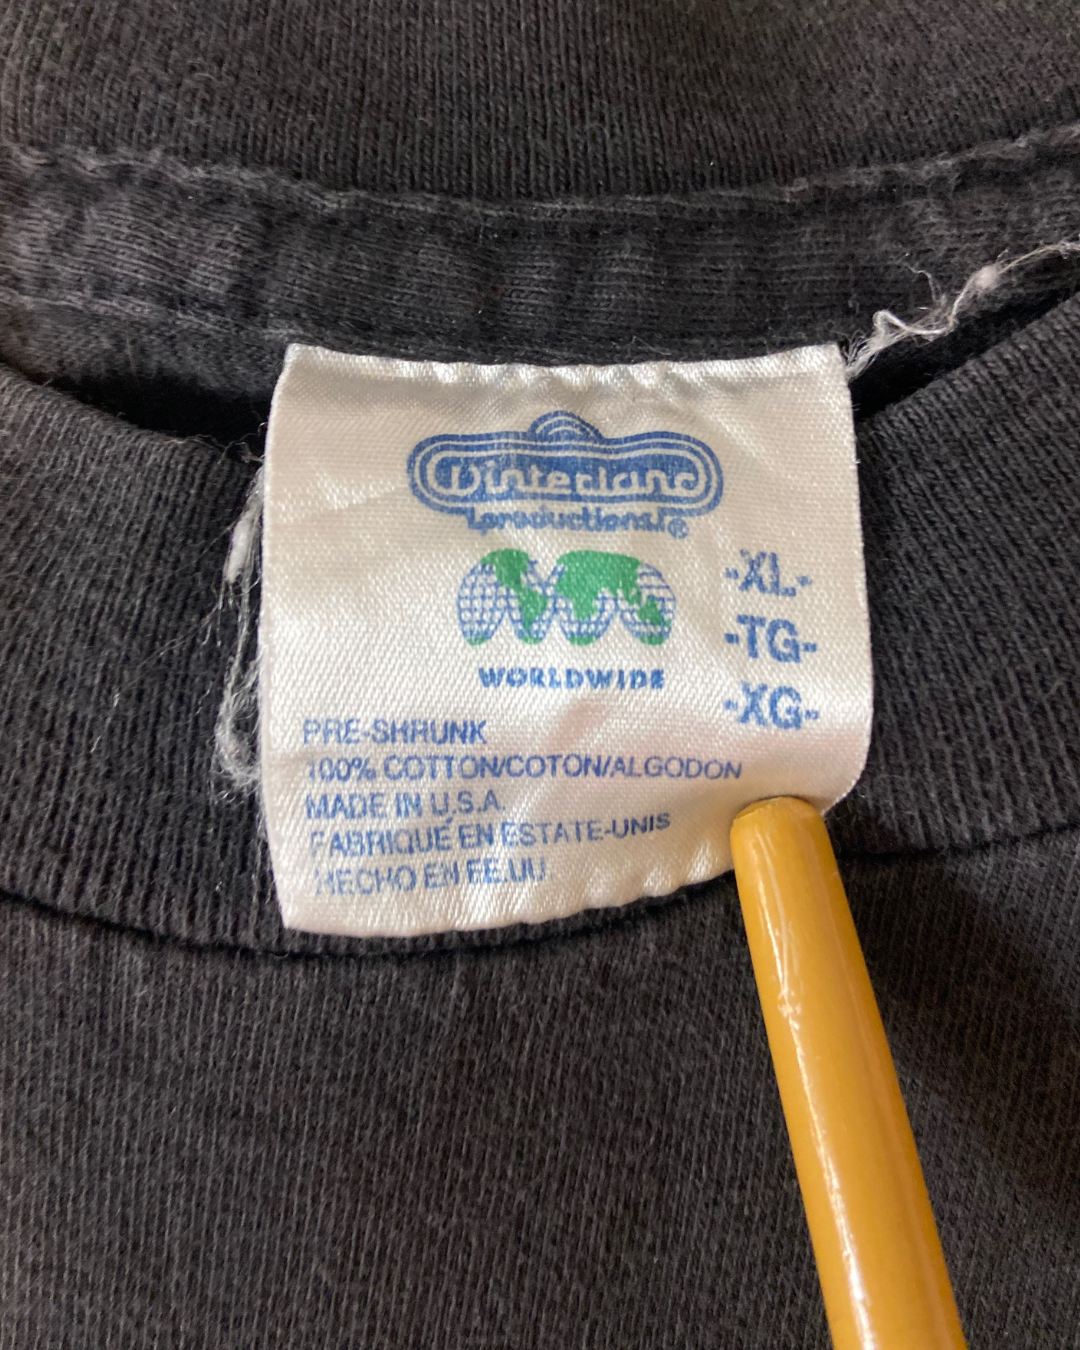 Winterland
productions!®
WORLDWIDE
-XL-
-TG-
-XG-
PRE-SHRUNK
100% COTTON/COTON/ALGODON
MADE IN U.S.A.
FABRIQUÉ EN ESTATE-UNIS
HECHO EN EE.UU.